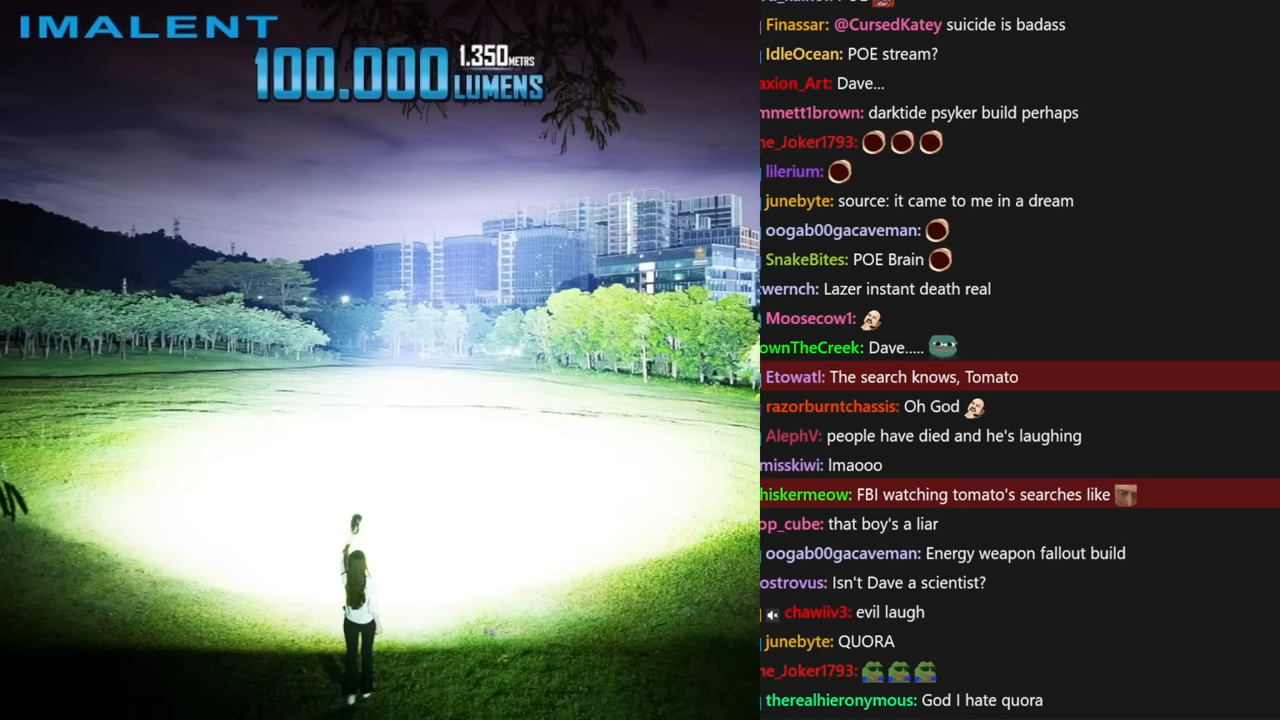 IMALENT
100.000 1.350METRS
LUMENS
Finassar: @CursedKatey suicide is badass
IdleOcean: POE stream?
axion_Art: Dave...
mmett1brown: darktide psyker build perhaps
he_Joker1793:
lilerium:
junebyte: source: it came to me in a dream
oogab00gacaveman:
SnakeBites: POE Brain
wernch: Lazer instant death real
Moosecow1:
ownTheCreek: Dave.....
Etowatl: The search knows, Tomato
razorburntchassis: Oh God
AlephV: people have died and he's laughing
misskiwi: lmaooo
hiskermeow: FBI watching tomato's searches like
op_cube: that boy's a liar
oogab00gacaveman: Energy weapon fallout build
ostrovus: Isn't Dave a scientist?
chawiiv3: evil laugh
junebyte: QUORA
he_Joker1793:
therealhieronymous: God I hate quora